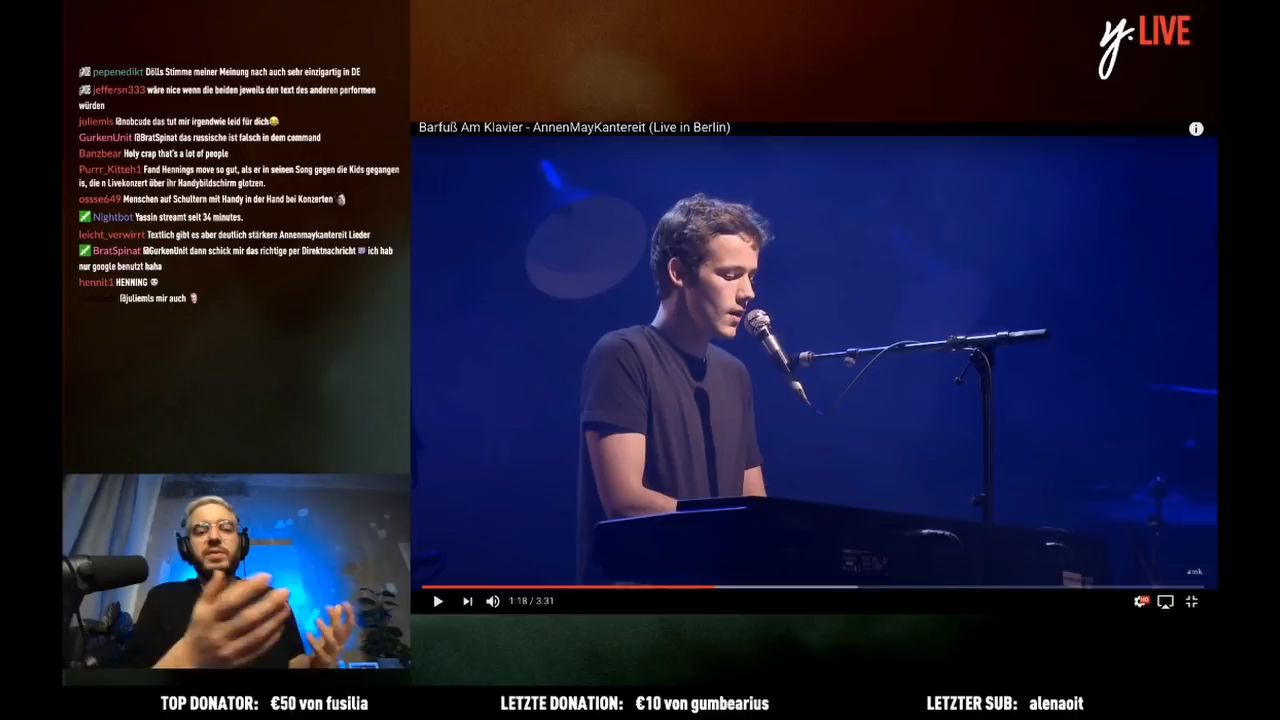 y. LIVE
pepenedikt Dölls Stimme meiner Meinung nach auch sehr einzigartig in DE
jeffersn333 wäre nice wenn die beiden jeweils den text des anderen performen
würden
juliemls @nobcude das tut mir irgendwie leid für dich😂
GurkenUnit @BratSpinat das russische ist falsch in dem command
Banzbear Holy crap that's a lot of people
Purrr_Kitteh1 Fand Hennings move so gut, als er in seinen Song gegen die Kids gegangen
is, die n Livekonzert über ihr Handybildschirm glotzen.
ossse649 Menschen auf Schultern mit Handy in der Hand bei Konzerten
Nightbot Yassin streamt seit 34 minutes.
leicht_verwirrt Textlich gibt es aber deutlich stärkere Annenmaykantereit Lieder
BratSpinat @GurkenUnit dann schick mir das richtige per Direktnachricht ich hab
nur google benutzt haha
hennit1 HENNING
@juliemls mir auch
Barfuß Am Klavier - AnnenMayKantereit (Live in Berlin)
amk
1:18 / 3:31
HD
TOP DONATOR: €50 von fusilia
LETZTE DONATION: €10 von gumbearius
LETZTER SUB: alenaoit